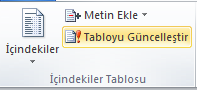 Metin Ekle
Tabloyu Güncelleştir
İçindekiler
İçindekiler Tablosu